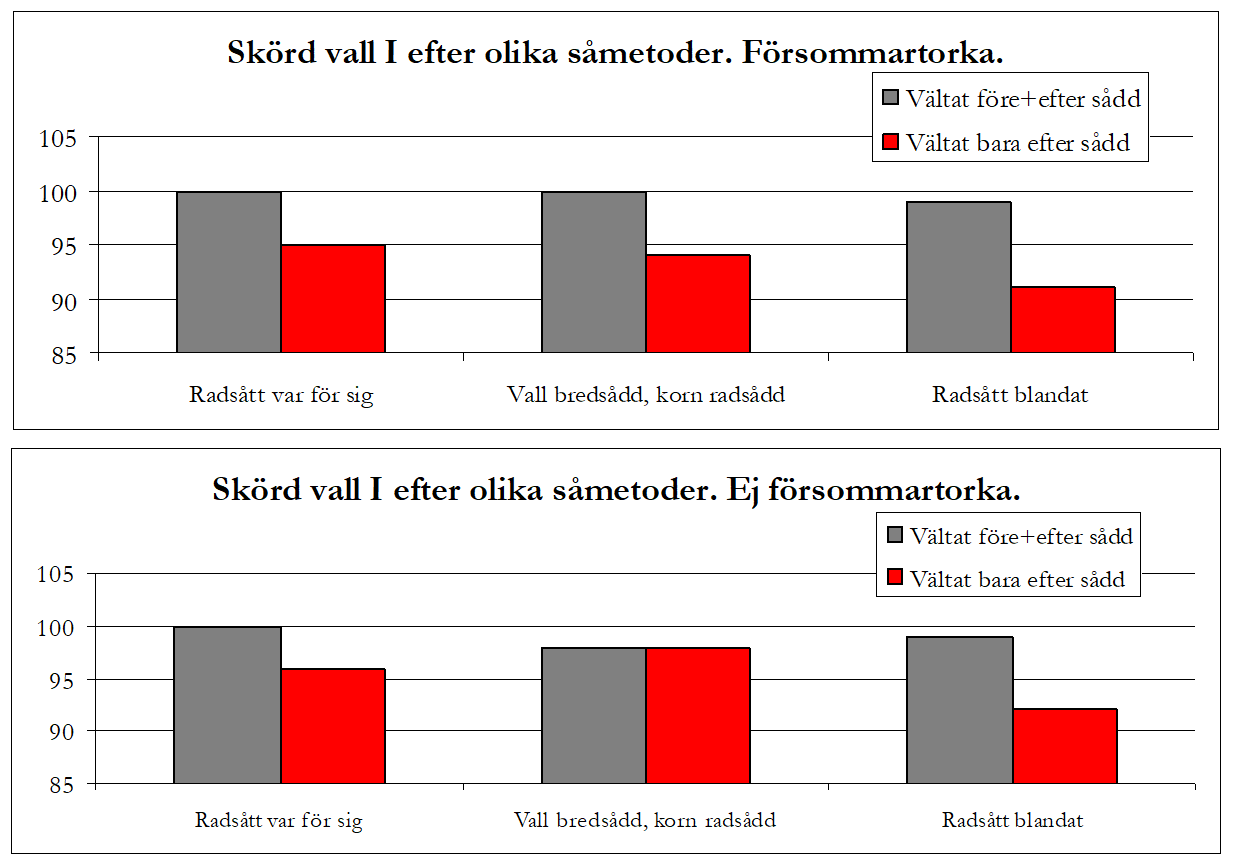 Skörd vall I efter olika såmetoder. Försommartorka.
Vältat före+efter sådd
Vältat bara efter sådd
105
100
95
90
85
Radsått var för sig
Vall bredsådd, korn radsådd
Radsått blandat
Skörd vall I efter olika såmetoder. Ej försommartorka.
Vältat före+efter sådd
Vältat bara efter sådd
105
100
95
90
85
Radsått var för sig
Vall bredsådd, korn radsådd
Radsått blandat